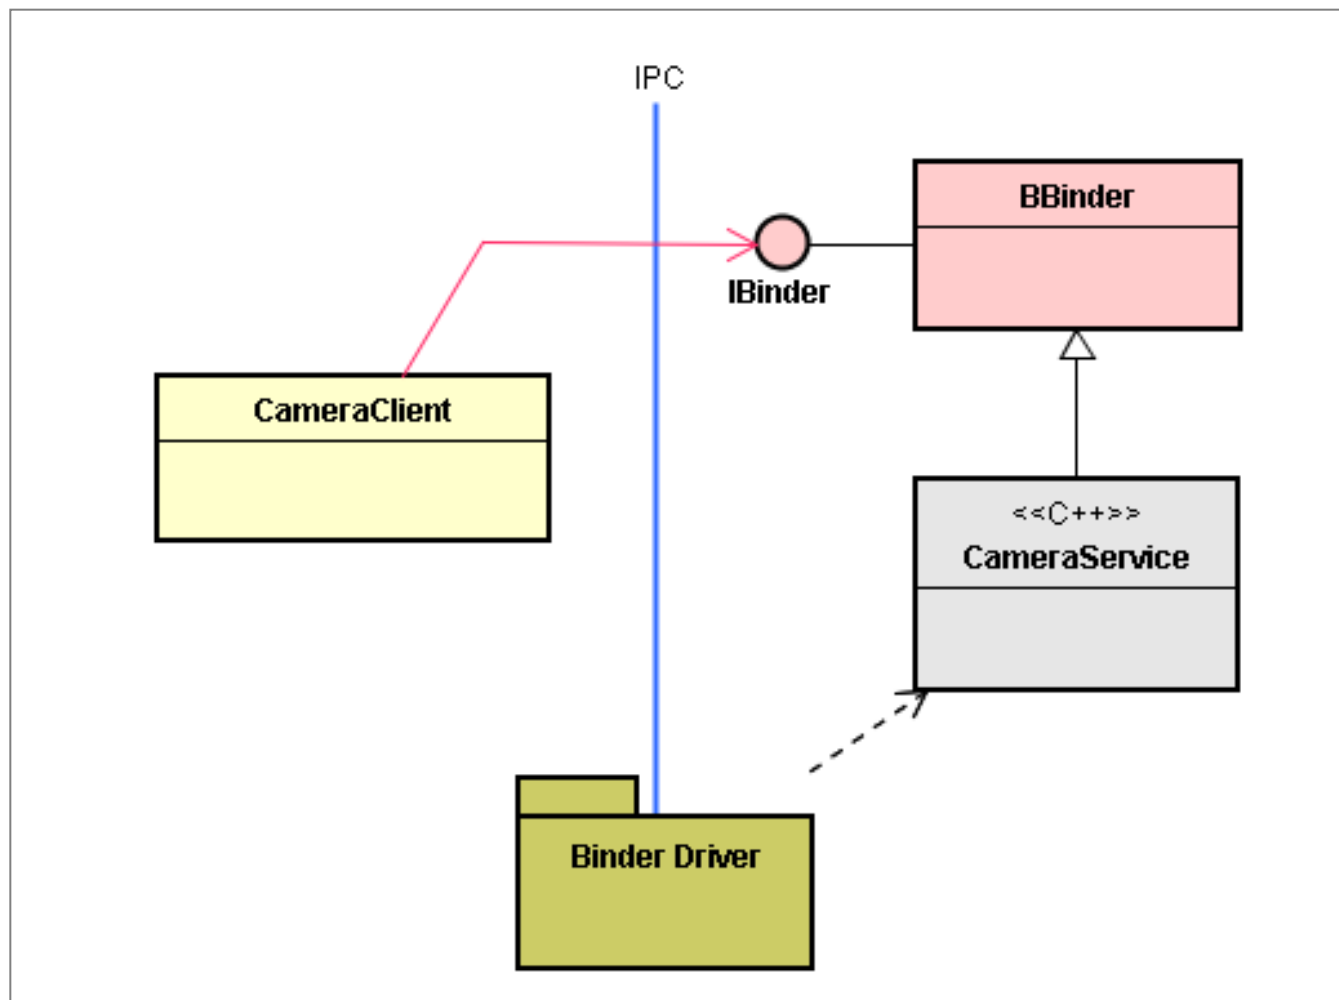 IPC
BBinder
IBinder
CameraClient
<<C++>>
CameraService
Binder Driver